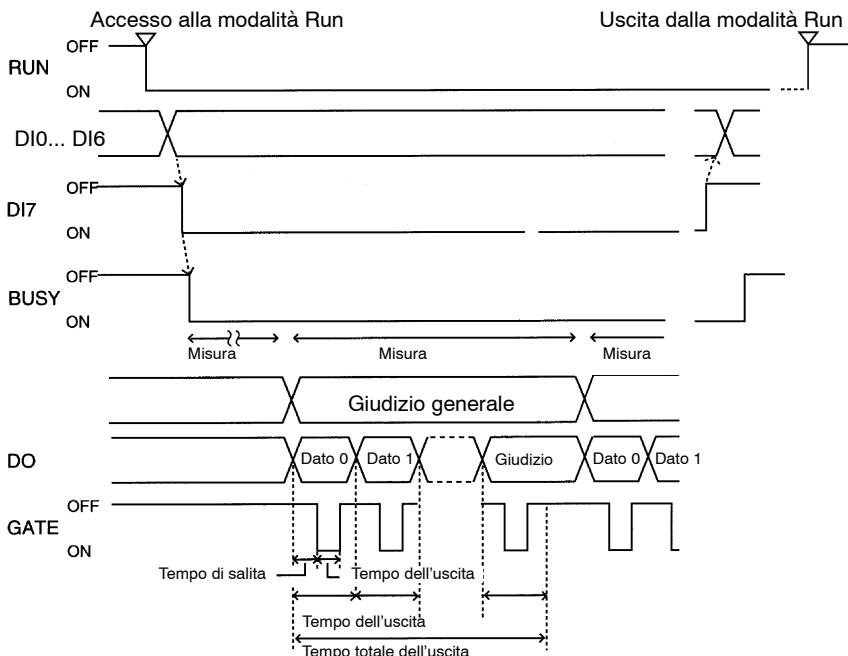 Accesso alla modalità Run
Uscita dalla modalità Run
OFF
RUN
ON
DI0... DI6
OFF
DI7
ON
OFF
BUSY
ON
Misura
Misura
Misura
Giudizio generale
DO
Dato 0
Dato 1
Giudizio
Dato 0
Dato 1
OFF
GATE
ON
Tempo di salita
Tempo dell'uscita
Tempo dell'uscita
Tempo totale dell'uscita